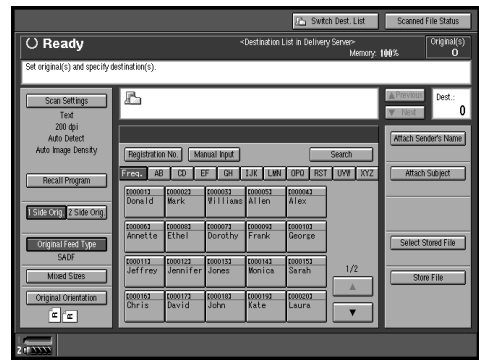 Switch Dest. List
Scanned File Status
Ready
<Destination List in Delivery Server>
Memory: 100%
Original(s)
0
Set original(s) and specify destination(s).
Scan Settings
Text
200 dpi
Auto Detect
Auto Image Density
Recall Program
1 Side Orig.
2 Side Orig.
Original Feed Type
SADF
Mixed Sizes
Original Orientation
R
R
▲Previous
▼ Next
Dest.:
0
Registration No.
Manual Input
Search
Freq. AB CD EF GH IJK LMN OPQ RST UVW XYZ
[00001] [00002] [00005] [00005] [00004]
Donald Mark Williams Allen Alex
[00006] [00006] [00007] [00009] [00010]
Annette Ethel Dorothy Frank George
[00011] [00012] [00013] [00014] [00015]
Jeffrey Jennifer Jones Monica Sarah
[00016] [00017] [00018] [00019] [00020]
Chris David John Kate Laura
1/2
▲
▼
Attach Sender's Name
Attach Subject
Select Stored File
Store File
2